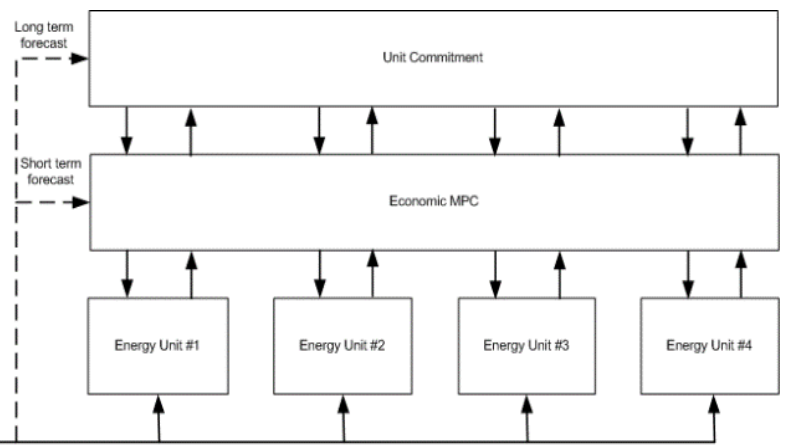 Long term
forecast
Unit Commitment
Short term
forecast
Economic MPC
Energy Unit #1
Energy Unit #2
Energy Unit #3
Energy Unit #4